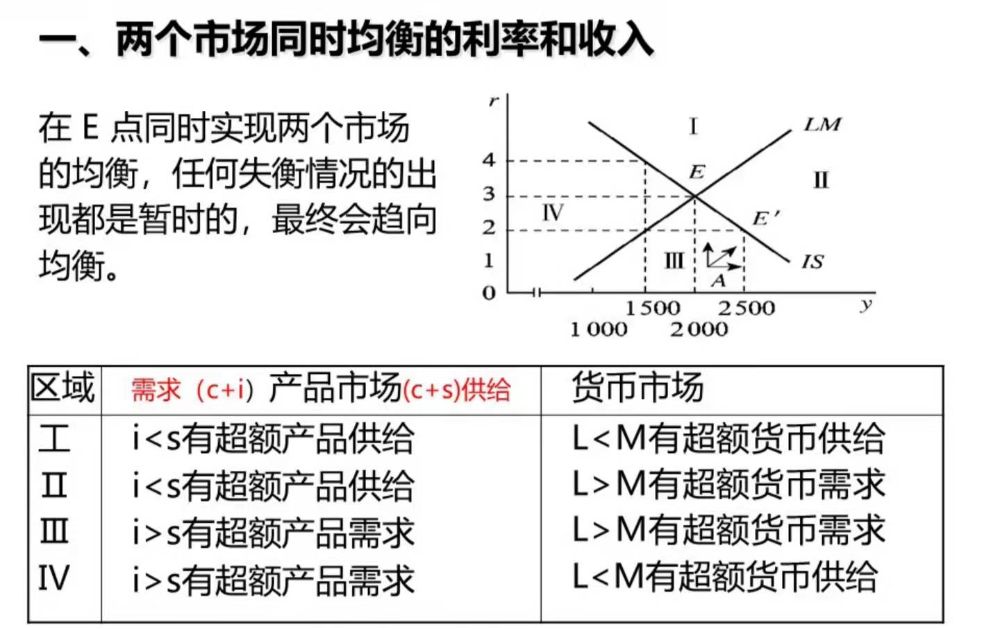 一、两个市场同时均衡的利率和收入
在 E 点同时实现两个市场
的均衡，任何失衡情况的出
现都是暂时的，最终会趋向
均衡。
r
I
LM
4
E
II
3
IV
E′
2
1
III
A
IS
0
1 500
2 500
y
1 000
2 000
区域 需求（c+i）产品市场(c+s)供给 货币市场
工 i<s有超额产品供给 L<M有超额货币供给
Ⅱ i<s有超额产品供给 L>M有超额货币需求
Ⅲ i>s有超额产品需求 L>M有超额货币需求
Ⅳ i>s有超额产品需求 L<M有超额货币供给